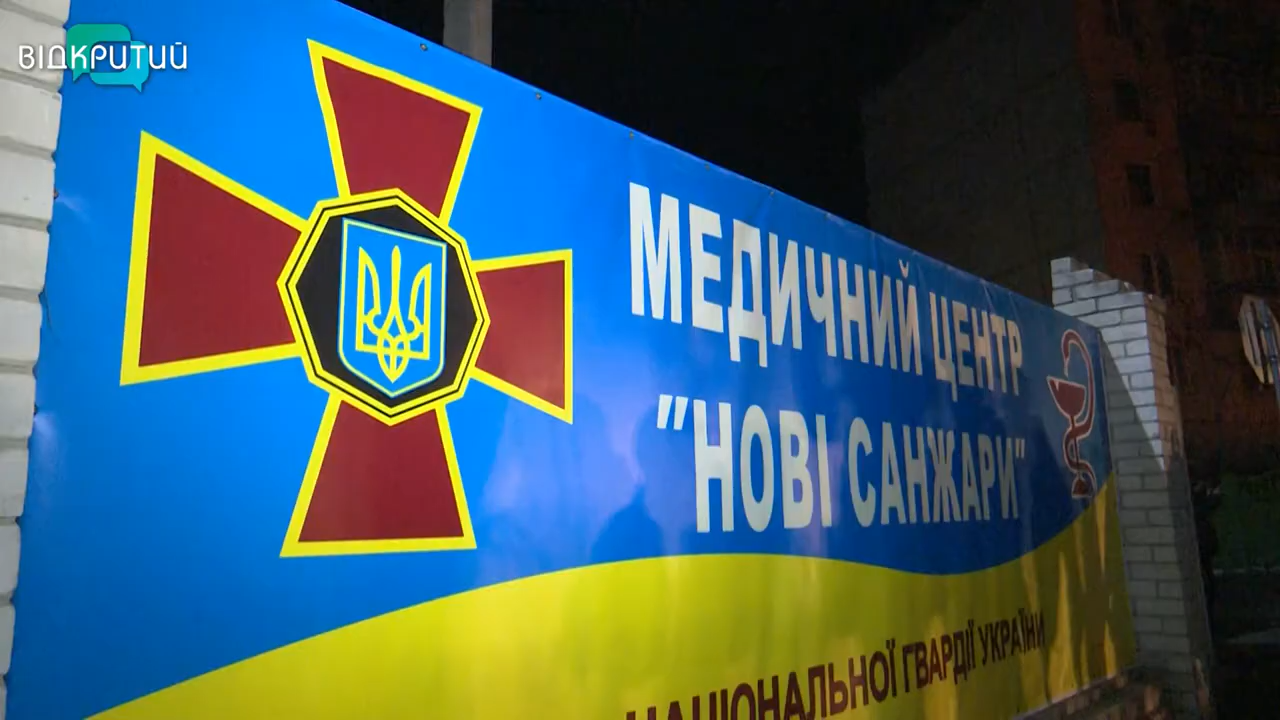 ВІДКРИТИЙ
МЕДИЧНИЙ ЦЕНТР
"НОВІ САНЖАРИ"
НАЦІОНАЛЬНОЇ ГВАРДІЇ УКРАЇНИ